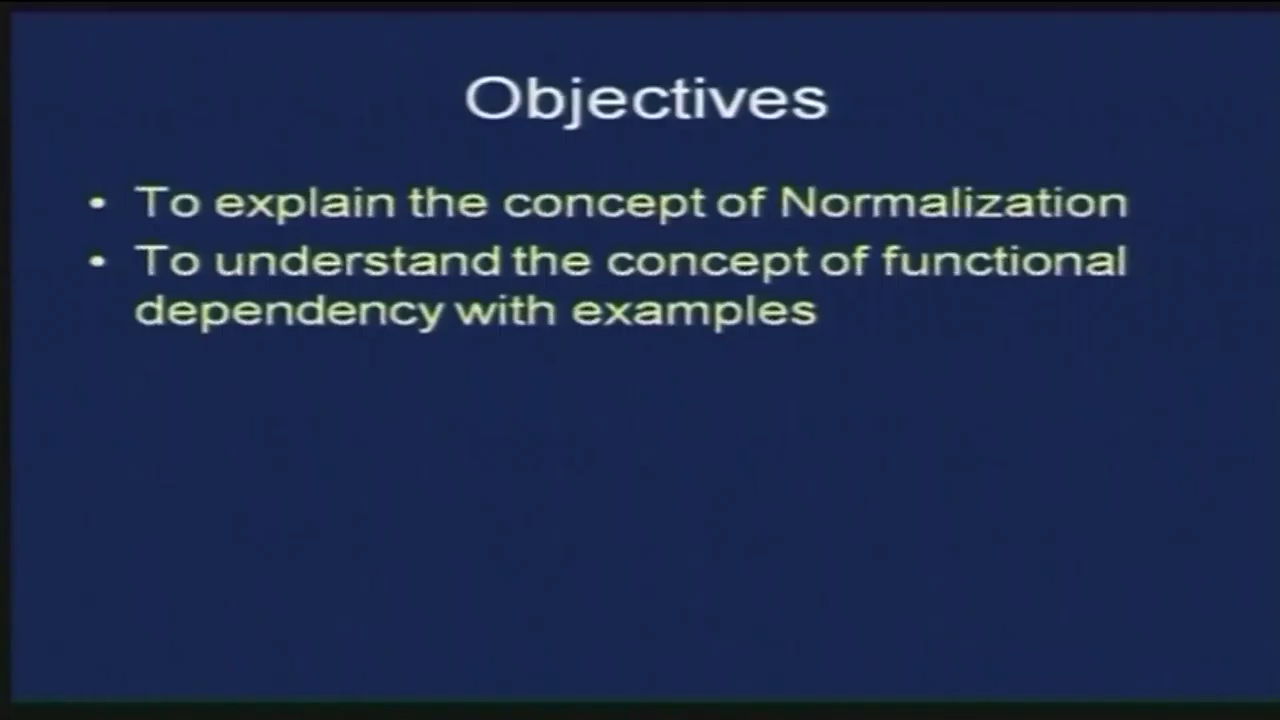 Objectives
• To explain the concept of Normalization
• To understand the concept of functional
dependency with examples